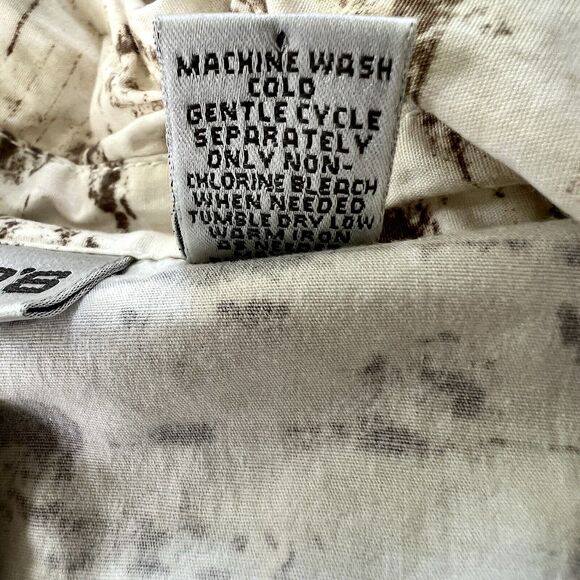 MACHINE WASH
COLD
GENTLE CYCLE
SEPARATELY
ONLY NON-
CHLORINE BLEACH
WHEN NEEDED
TUMBLE DRY LOW
WARM IRON